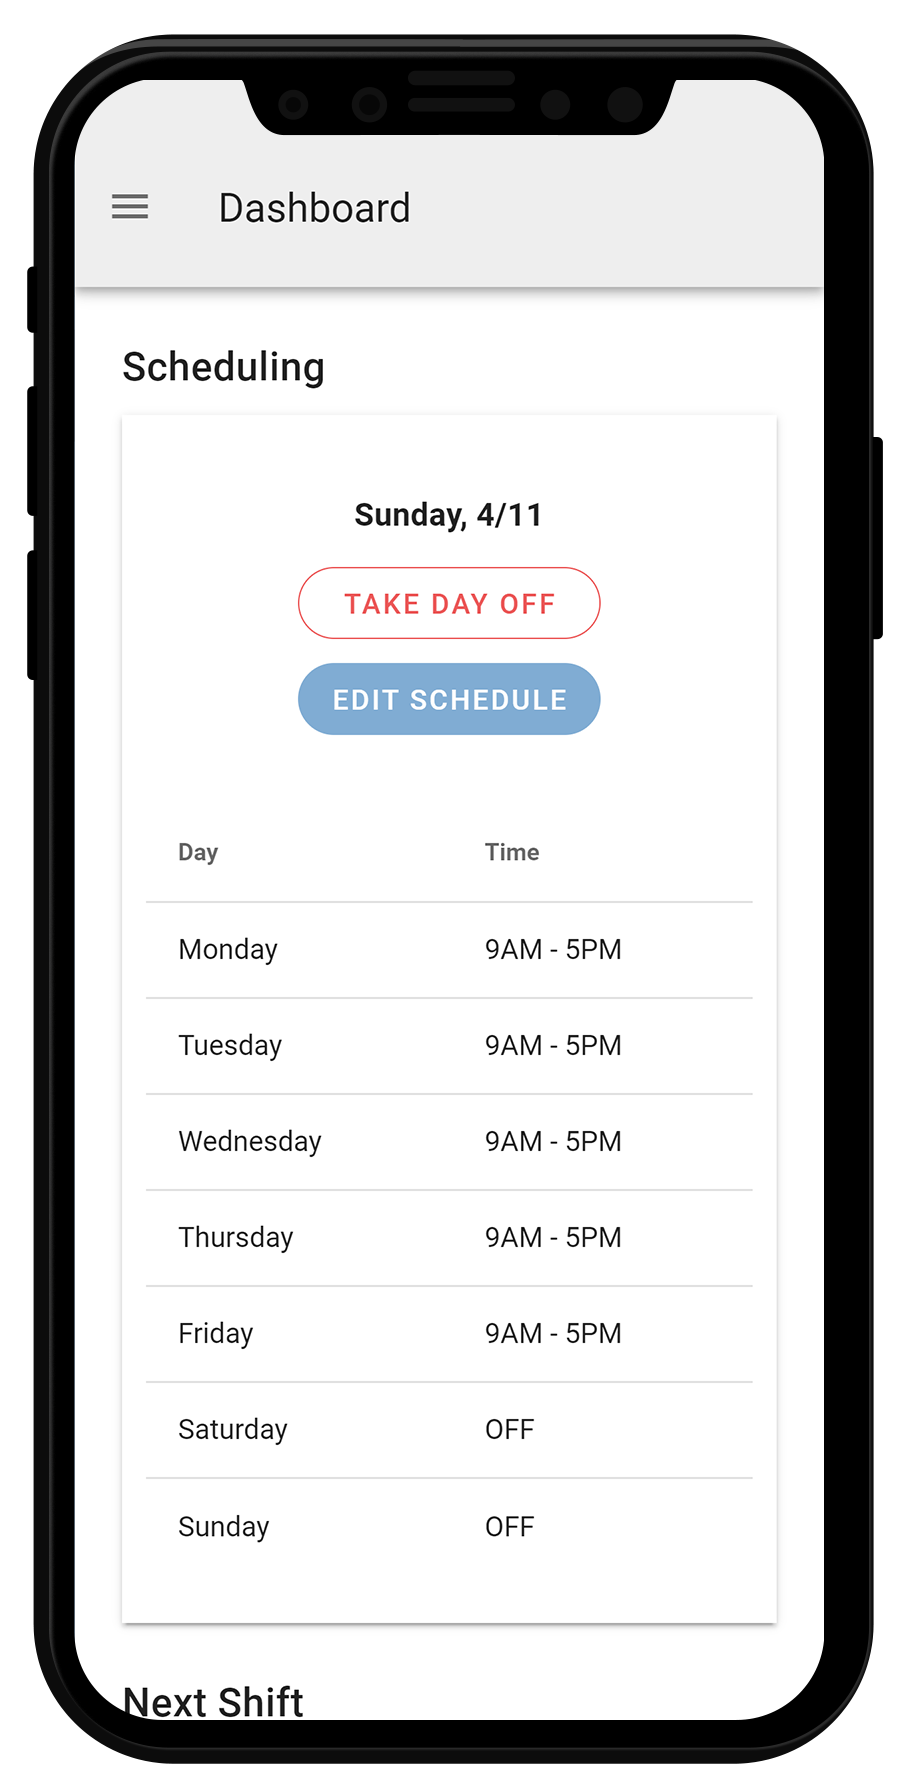 Dashboard
Scheduling
Sunday, 4/11
TAKE DAY OFF
EDIT SCHEDULE
Day Time
Monday 9AM - 5PM
Tuesday 9AM - 5PM
Wednesday 9AM - 5PM
Thursday 9AM - 5PM
Friday 9AM - 5PM
Saturday OFF
Sunday OFF
Next Shift